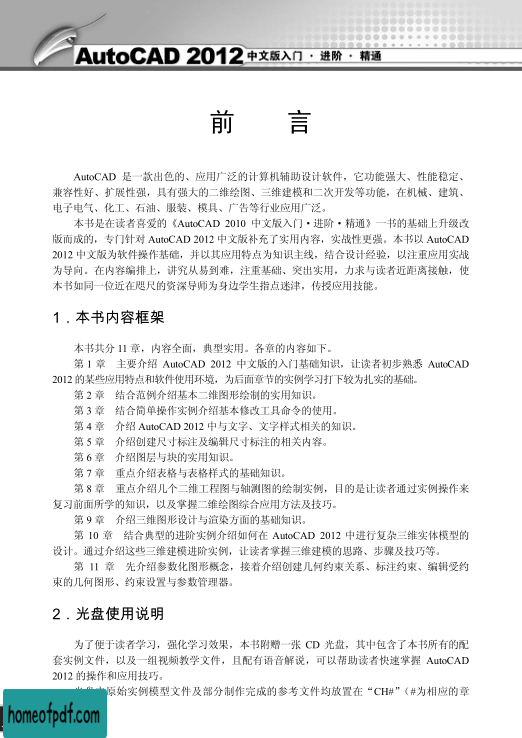 AutoCAD 2012 中文版入门 · 进阶 · 精通
前 言
AutoCAD 是一款出色的、应用广泛的计算机辅助设计软件，它功能强大、性能稳定、
兼容性好、扩展性强，具有强大的二维绘图、三维建模和二次开发等功能，在机械、建筑、
电子电气、化工、石油、服装、模具、广告等行业应用广泛。
本书是在读者喜爱的《AutoCAD 2010 中文版入门·进阶·精通》一书的基础上升级改
版而成的，专门针对 AutoCAD 2012 中文版补充了实用内容，实战性更强。本书以 AutoCAD
2012 中文版为软件操作基础，并以其应用特点为知识主线，结合设计经验，以注重应用实战
为导向。在内容编排上，讲究从易到难，注重基础、突出实用，力求与读者近距离接触，使
本书如同一位近在咫尺的资深导师为身边学生指点迷津，传授应用技能。
1．本书内容框架
本书共分 11 章，内容全面，典型实用。各章的内容如下。
第 1 章 主要介绍 AutoCAD 2012 中文版的入门基础知识，让读者初步熟悉 AutoCAD
2012 的某些应用特点和软件使用环境，为后面章节的实例学习打下较为扎实的基础。
第 2 章 结合范例介绍基本二维图形绘制的实用知识。
第 3 章 结合简单操作实例介绍基本修改工具命令的使用。
第 4 章 介绍 AutoCAD 2012 中与文字、文字样式相关的知识。
第 5 章 介绍创建尺寸标注及编辑尺寸标注的相关内容。
第 6 章 介绍图层与块的实用知识。
第 7 章 重点介绍表格与表格样式的基础知识。
第 8 章 重点介绍几个二维工程图与轴测图的绘制实例，目的是让读者通过实例操作来
复习前面所学的知识，以及掌握二维绘图综合应用方法及技巧。
第 9 章 介绍三维图形设计与渲染方面的基础知识。
第 10 章 结合典型的进阶实例介绍如何在 AutoCAD 2012 中进行复杂三维实体模型的
设计。通过介绍这些三维建模进阶实例，让读者掌握三维建模的思路、步骤及技巧等。
第 11 章 先介绍参数化图形概念，接着介绍创建几何约束关系、标注约束、编辑受约
束的几何图形、约束设置与参数管理器。
2．光盘使用说明
为了便于读者学习，强化学习效果，本书附赠一张 CD 光盘，其中包含了本书所有的配
套实例文件，以及一组视频教学文件，且配有语音解说，可以帮助读者快速掌握 AutoCAD
2012 的操作和应用技巧。
原始实例模型文件及部分制作完成的参考文件均放置在“CH#”（#为相应的章
homeofpdf.com